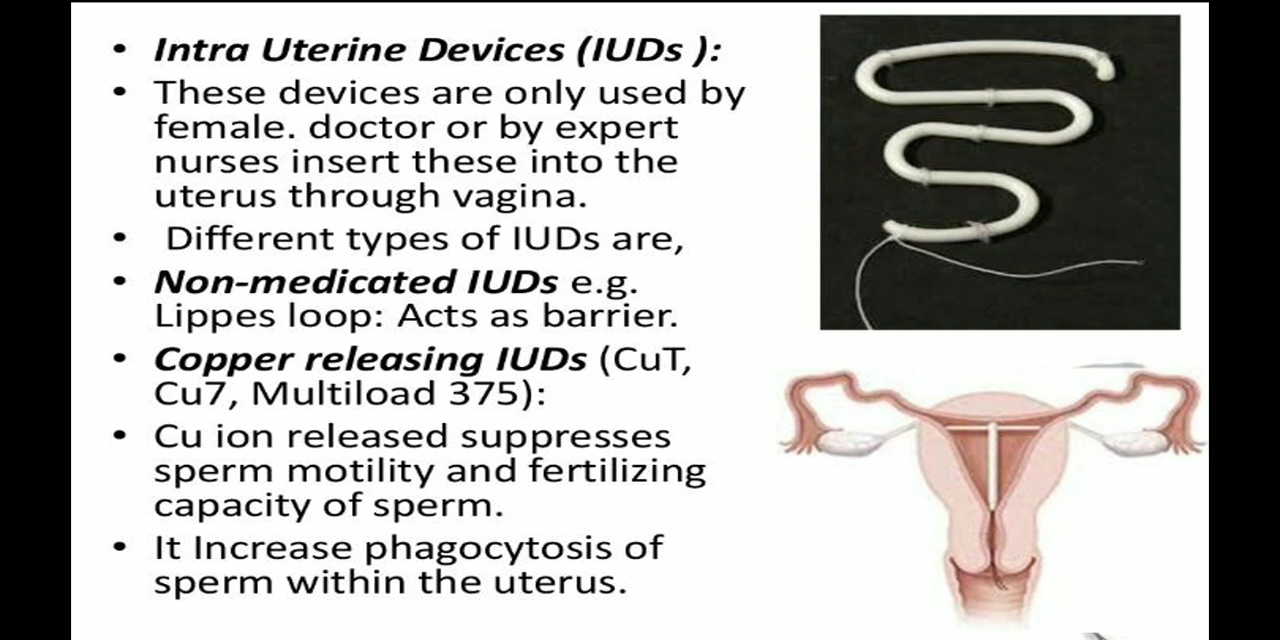 • Intra Uterine Devices (IUDs ):
• These devices are only used by
female. doctor or by expert
nurses insert these into the
uterus through vagina.
• Different types of IUDs are,
• Non-medicated IUDs e.g.
Lippes loop: Acts as barrier.
• Copper releasing IUDs (CuT,
Cu7, Multiload 375):
• Cu ion released suppresses
sperm motility and fertilizing
capacity of sperm.
• It Increase phagocytosis of
sperm within the uterus.